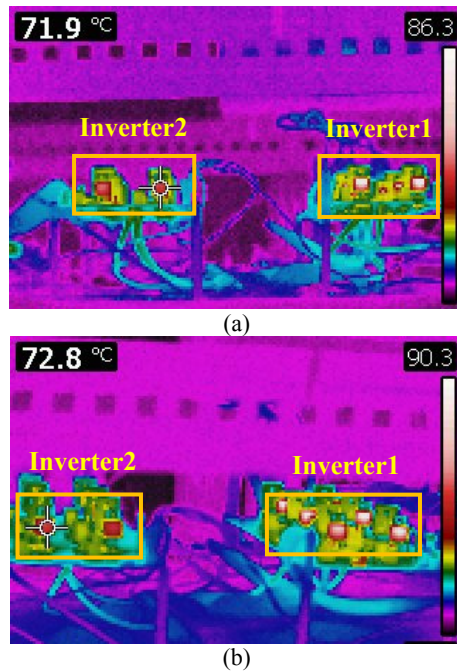 71.9 °C 86.3
Inverter2 Inverter1
(a)
72.8 °C 90.3
Inverter2 Inverter1
(b)